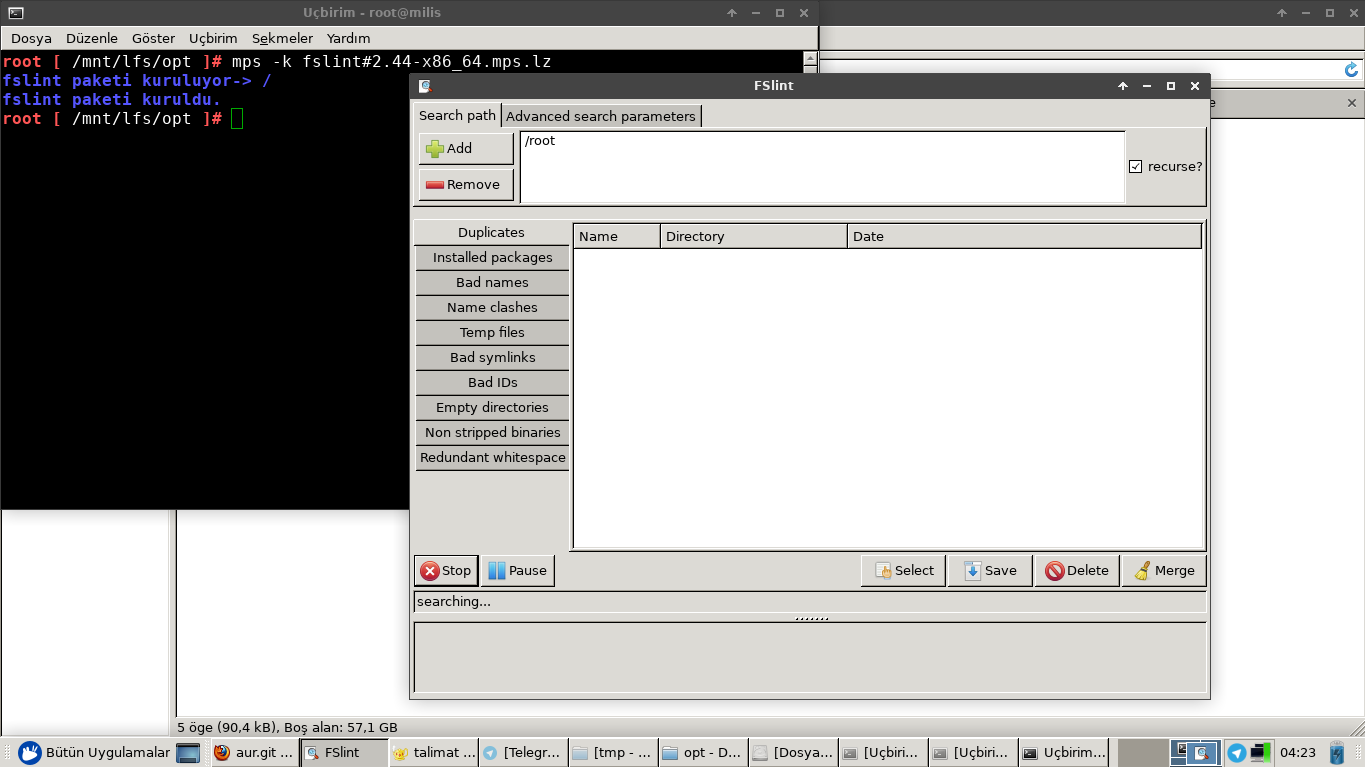 Uçbirim - root@milis
Dosya Düzenle Göster Uçbirim Sekmeler Yardım
root [ /mnt/lfs/opt ]# mps -k fslint#2.44-x86_64.mps.lz
fslint paketi kuruluyor-> /
fslint paketi kuruldu.
root [ /mnt/lfs/opt ]#
FSlint
Search path Advanced search parameters
Add
/root
recurse?
Remove
Duplicates
Installed packages
Bad names
Name clashes
Temp files
Bad symlinks
Bad IDs
Empty directories
Non stripped binaries
Redundant whitespace
Name Directory Date
Stop Pause Select Save Delete Merge
searching...
5 öge (90,4 kB), Boş alan: 57,1 GB
Bütün Uygulamalar aur.git ... FSlint talimat ... [Telegr... [tmp - ... opt - D... [Dosya... [Uçbiri... [Uçbiri... Uçbirim... 04:23